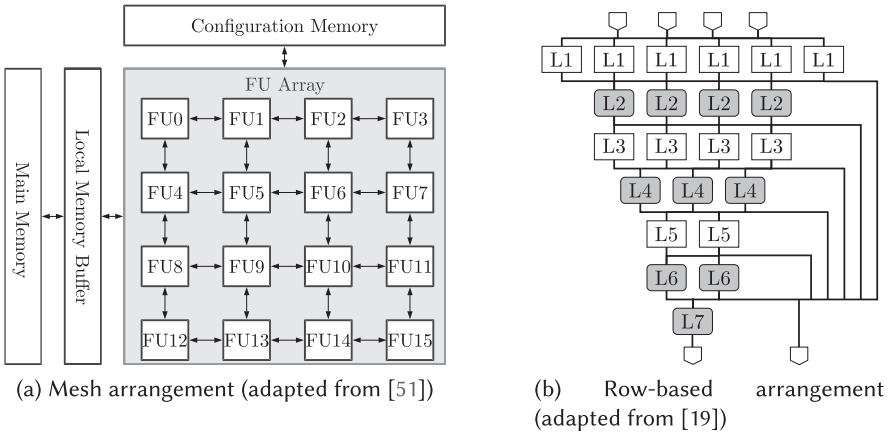 Configuration Memory
Main Memory
Local Memory Buffer
FU Array
FU0 FU1 FU2 FU3
FU4 FU5 FU6 FU7
FU8 FU9 FU10 FU11
FU12 FU13 FU14 FU15
(a) Mesh arrangement (adapted from [51])
L1 L1 L1 L1 L1 L1
L2 L2 L2 L2
L3 L3 L3 L3
L4 L4 L4
L5 L5
L6 L6
L7
(b) Row-based arrangement
(adapted from [19])